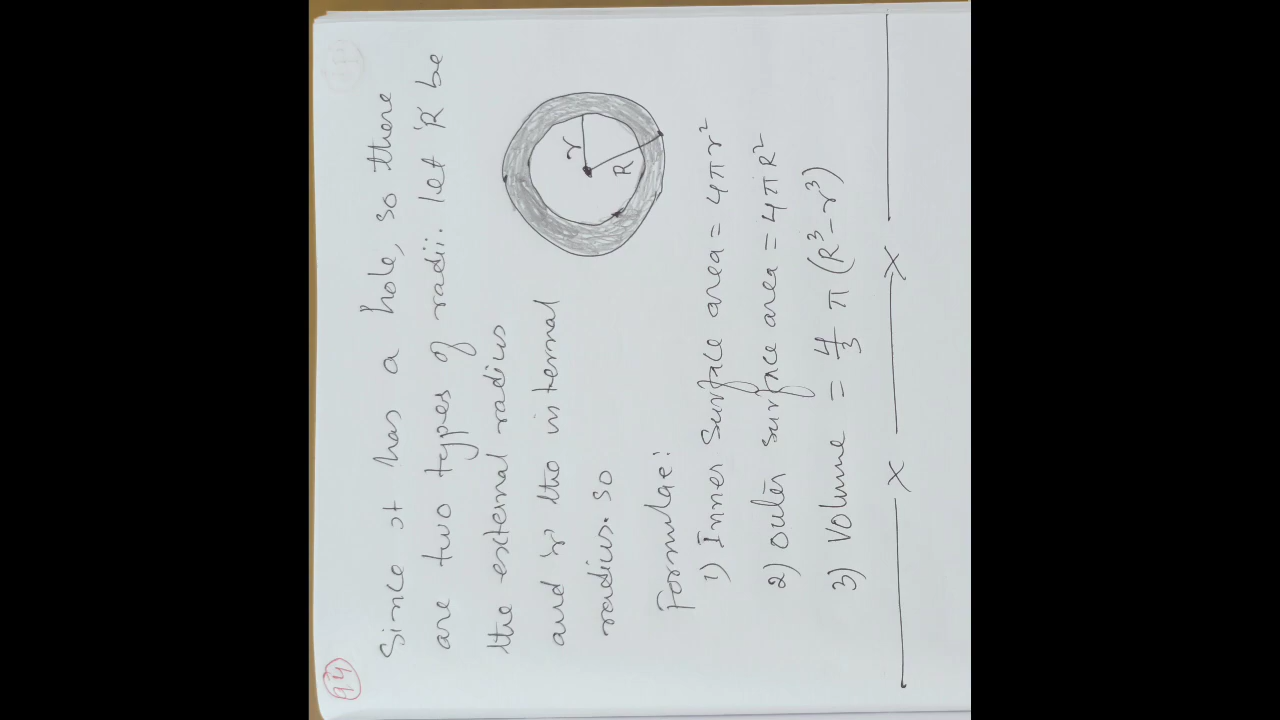 94
Since it has a hole, so there
are two types of radii. Let 'R' be
the external radius
and 'r' the internal
radius. So
r
R
Formulae:
1) Inner surface area = 4πr²
2) Outer surface area = 4πR²
3) Volume = 4/3 π (R³ - r³)
x x